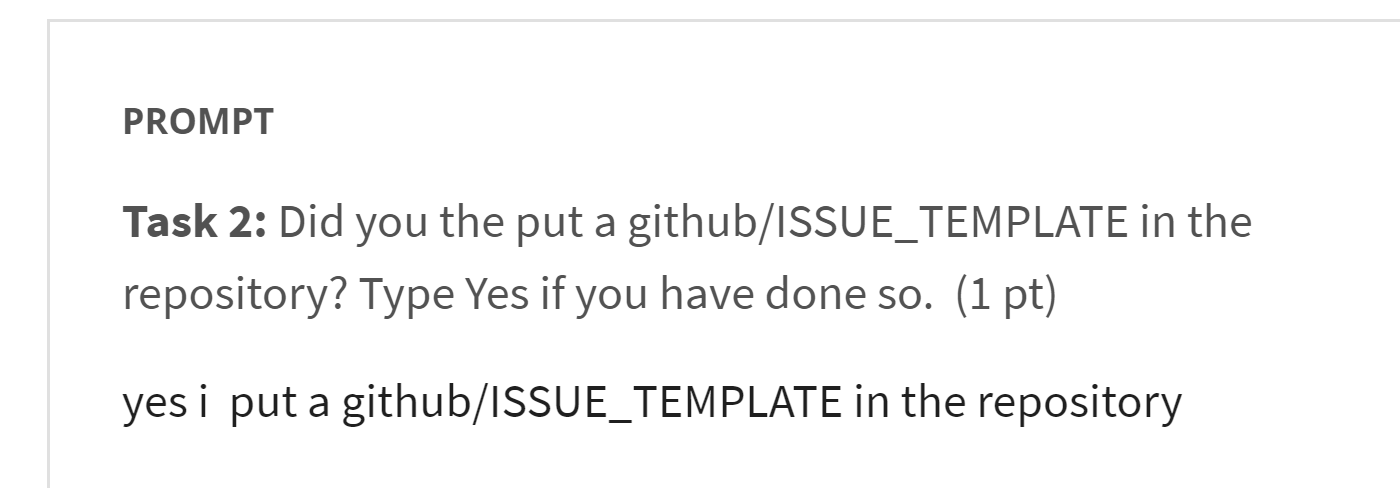 PROMPT
Task 2: Did you the put a github/ISSUE_TEMPLATE in the
repository? Type Yes if you have done so.  (1 pt)
yes i  put a github/ISSUE_TEMPLATE in the repository